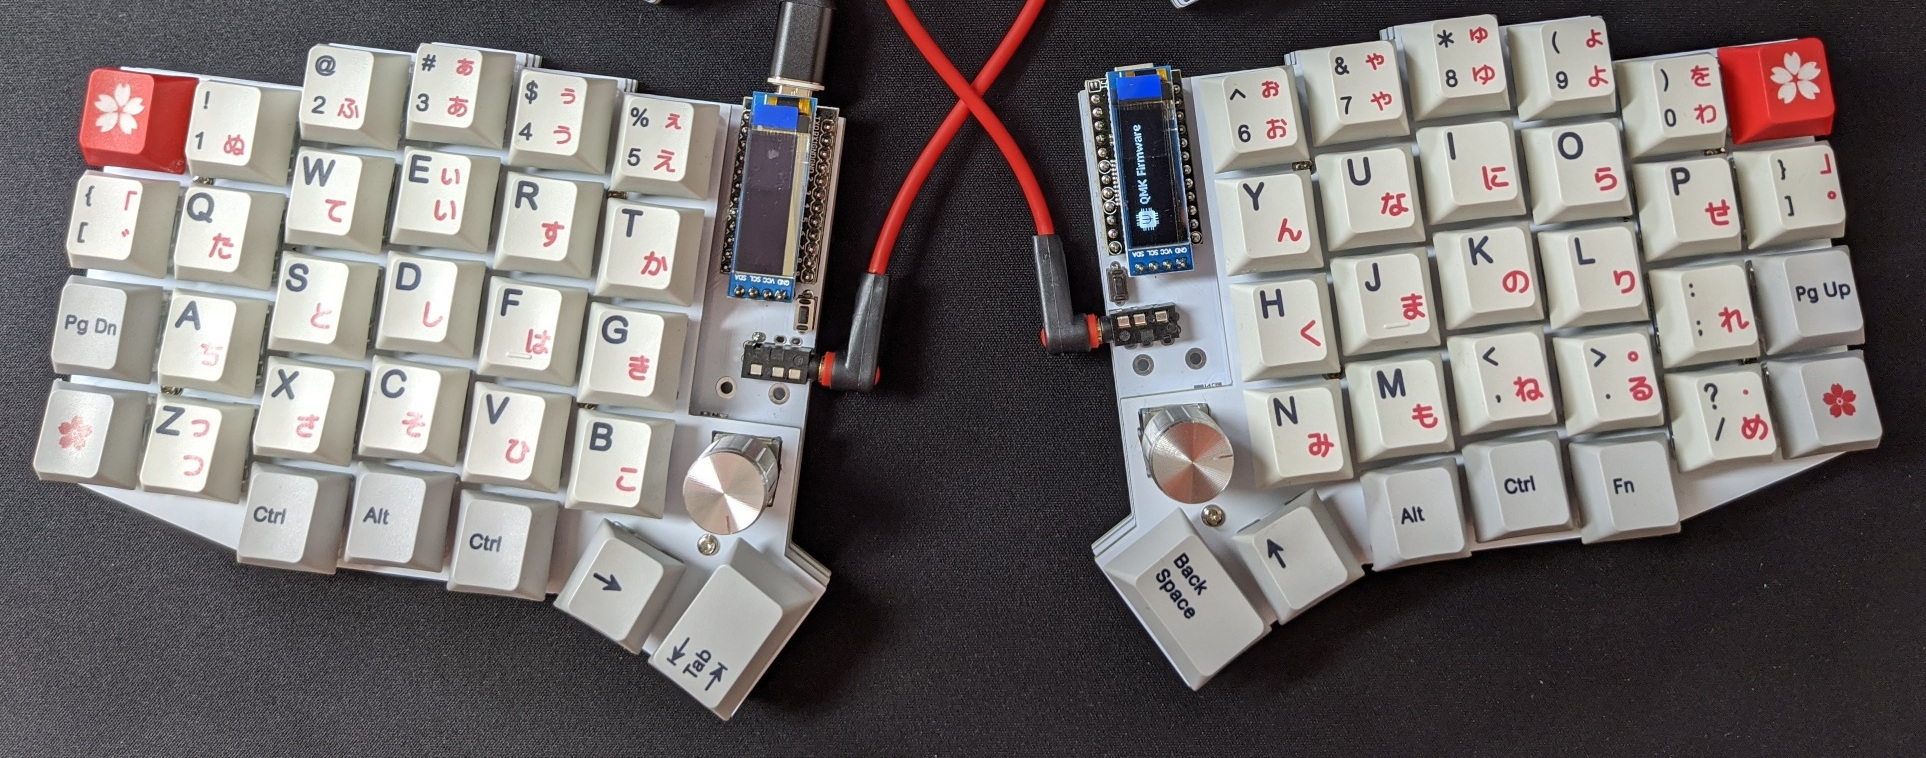 @
2 ふ
# ぁ
3 あ
$ ぅ
4 う
! 
1 ぬ
% ぇ
5 え
^ ぉ
6 お
& ゃ
7 や
* ゅ
8 ゆ
( ょ
9 よ
) を
0 わ
{ 「
[ ゛
Q
た
W
て
E ぃ
い
R
す
T
か
QMK Firmware
Y
ん
U
な
I
に
O
ら
P
せ
} 」
] ゜
GND VCC SCL SDA
GND VCC SCL SDA
Pg Dn
A
ち
S
と
D
し
F
は
G
き
H
く
J
ま
K
の
L
り
:
; れ
Pg Up
Z っ
つ
X
さ
C
そ
V
ひ
B
こ
N
み
M
も
<
, ね
> 。
. る
? ・
/ め
Ctrl
Alt
Ctrl
→
Tab
Back
Space
↑
Alt
Ctrl
Fn